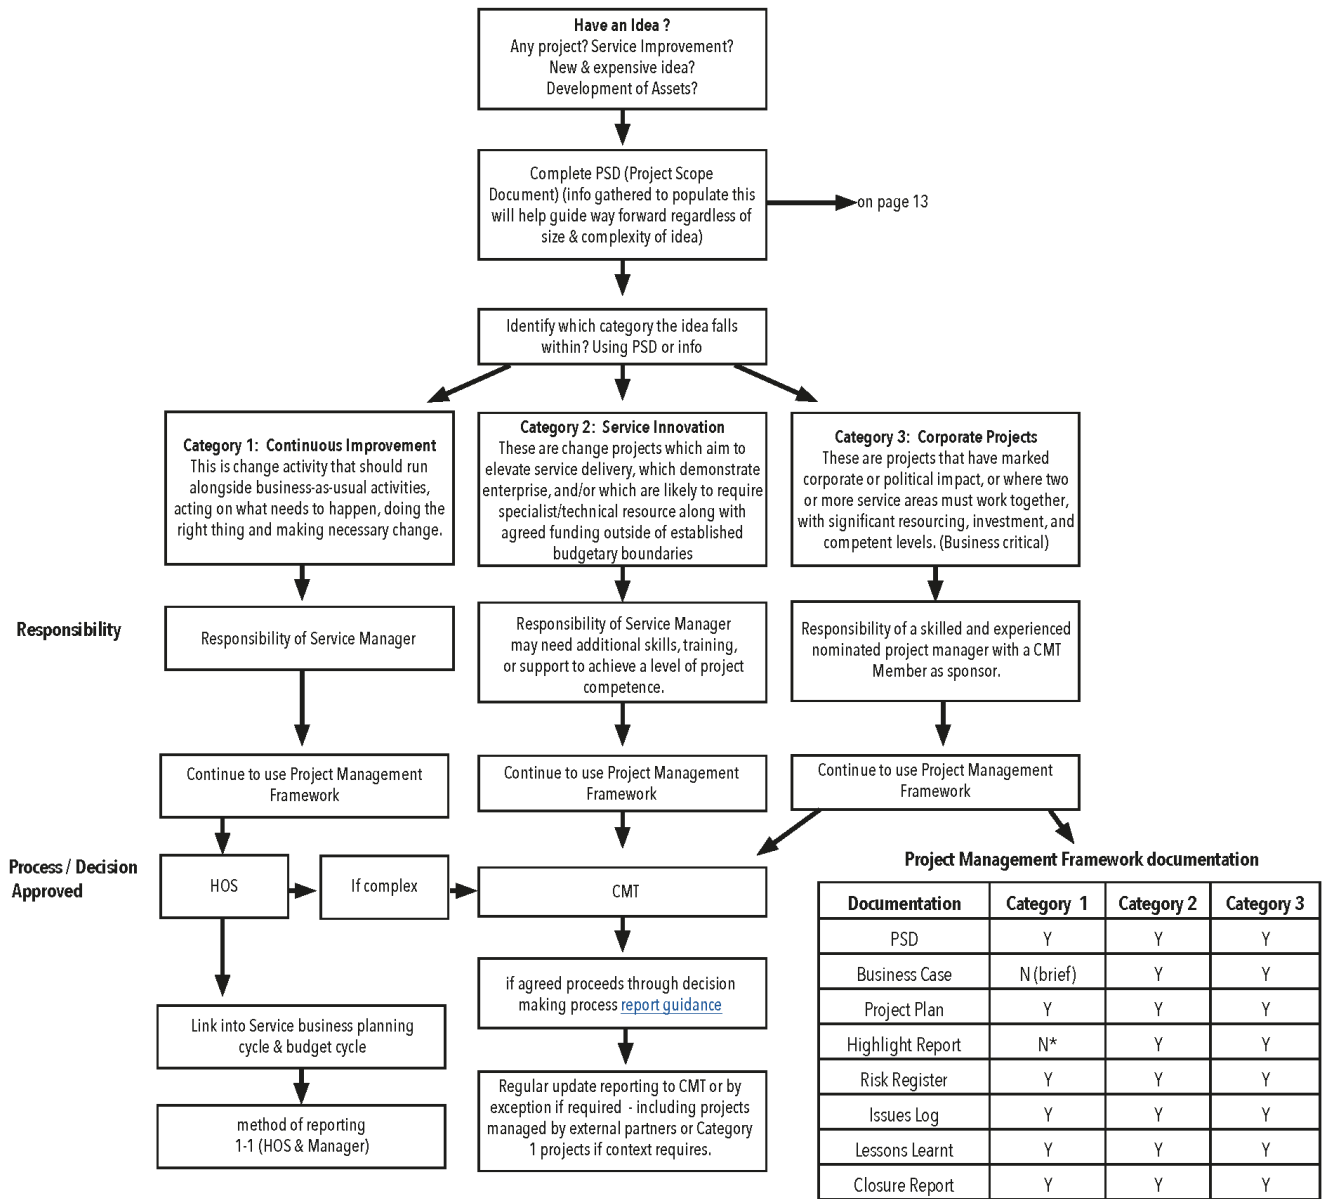 Have an Idea ?
Any project? Service Improvement?
New & expensive idea?
Development of Assets?
Complete PSD (Project Scope
Document) (info gathered to populate this
will help guide way forward regardless of
size & complexity of idea)
on page 13
Identify which category the idea falls
within? Using PSD or info
Category 1: Continuous Improvement
This is change activity that should run
alongside business-as-usual activities,
acting on what needs to happen, doing the
right thing and making necessary change.
Category 2: Service Innovation
These are change projects which aim to
elevate service delivery, which demonstrate
enterprise, and/or which are likely to require
specialist/technical resource along with
agreed funding outside of established
budgetary boundaries
Category 3: Corporate Projects
These are projects that have marked
corporate or political impact, or where two
or more service areas must work together,
with significant resourcing, investment, and
competent levels. (Business critical)
Responsibility
Responsibility of Service Manager
Responsibility of Service Manager
may need additional skills, training,
or support to achieve a level of project
competence.
Responsibility of a skilled and experienced
nominated project manager with a CMT
Member as sponsor.
Continue to use Project Management
Framework
Continue to use Project Management
Framework
Continue to use Project Management
Framework
Process / Decision
Approved
HOS
If complex
CMT
Link into Service business planning
cycle & budget cycle
method of reporting
1-1 (HOS & Manager)
if agreed proceeds through decision
making process report guidance
Regular update reporting to CMT or by
exception if required - including projects
managed by external partners or Category
1 projects if context requires.
Project Management Framework documentation
Documentation Category 1 Category 2 Category 3
PSD Y Y Y
Business Case N (brief) Y Y
Project Plan Y Y Y
Highlight Report N* Y Y
Risk Register Y Y Y
Issues Log Y Y Y
Lessons Learnt Y Y Y
Closure Report Y Y Y